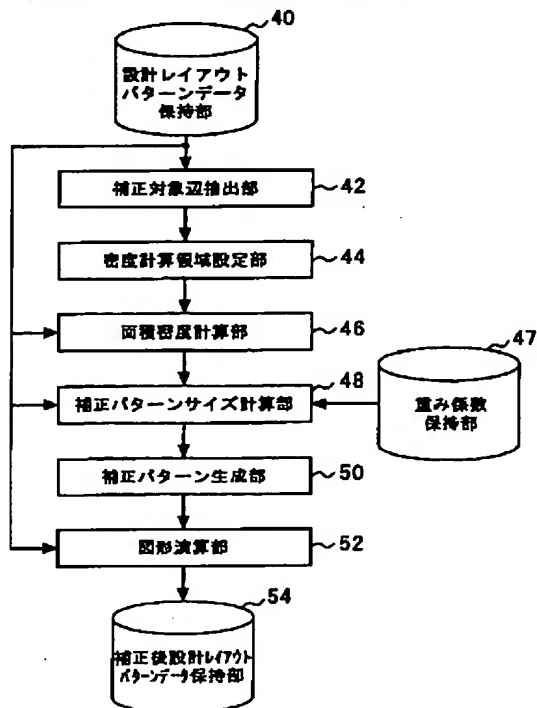 40
設計レイアウト
パターンデータ
保持部
補正対象辺抽出部
42
密度計算領域設定部
44
面積密度計算部
46
47
48
補正パターンサイズ計算部
重み係数
保持部
補正パターン生成部
50
図形演算部
52
54
補正後設計レイアウト
パターンデータ保持部